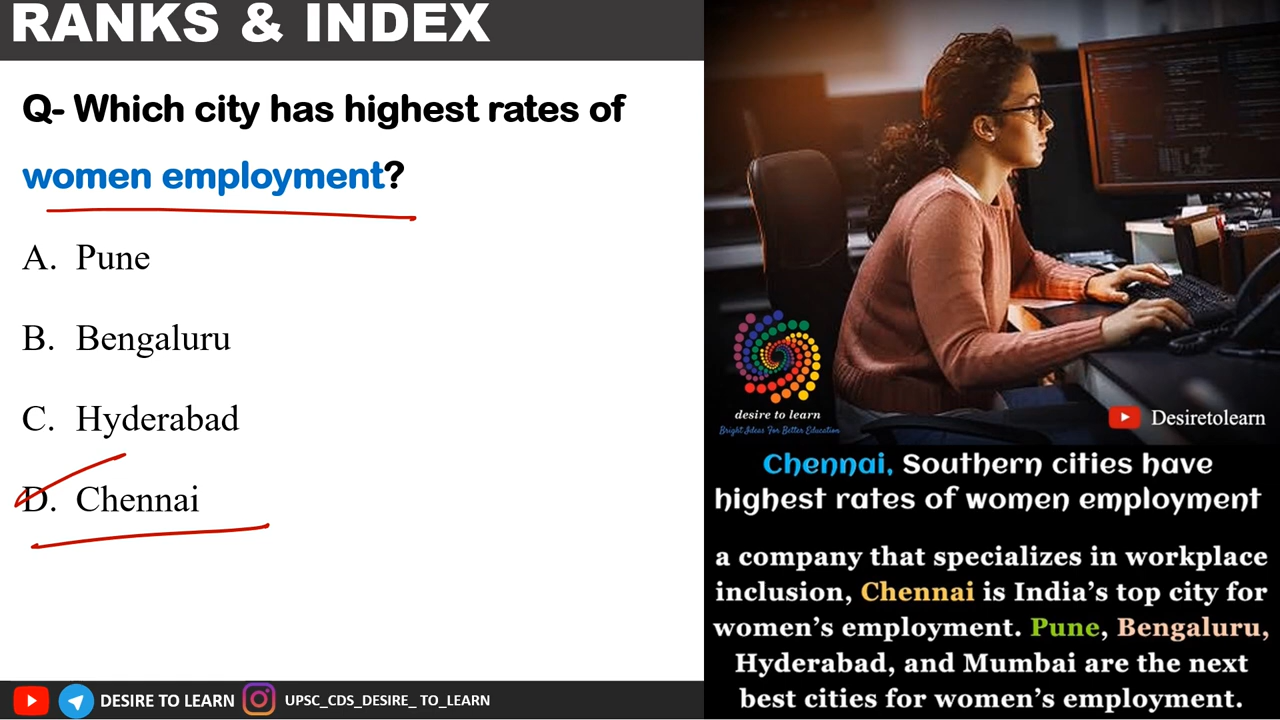 RANKS & INDEX
Q- Which city has highest rates of
women employment?
A. Pune
B. Bengaluru
C. Hyderabad
D. Chennai
desire to learn
Bright Ideas For Better Education
Desiretolearn
Chennai, Southern cities have
highest rates of women employment
a company that specializes in workplace
inclusion, Chennai is India’s top city for
women’s employment. Pune, Bengaluru,
Hyderabad, and Mumbai are the next
best cities for women’s employment.
DESIRE TO LEARN
UPSC_CDS_DESIRE_ TO_LEARN